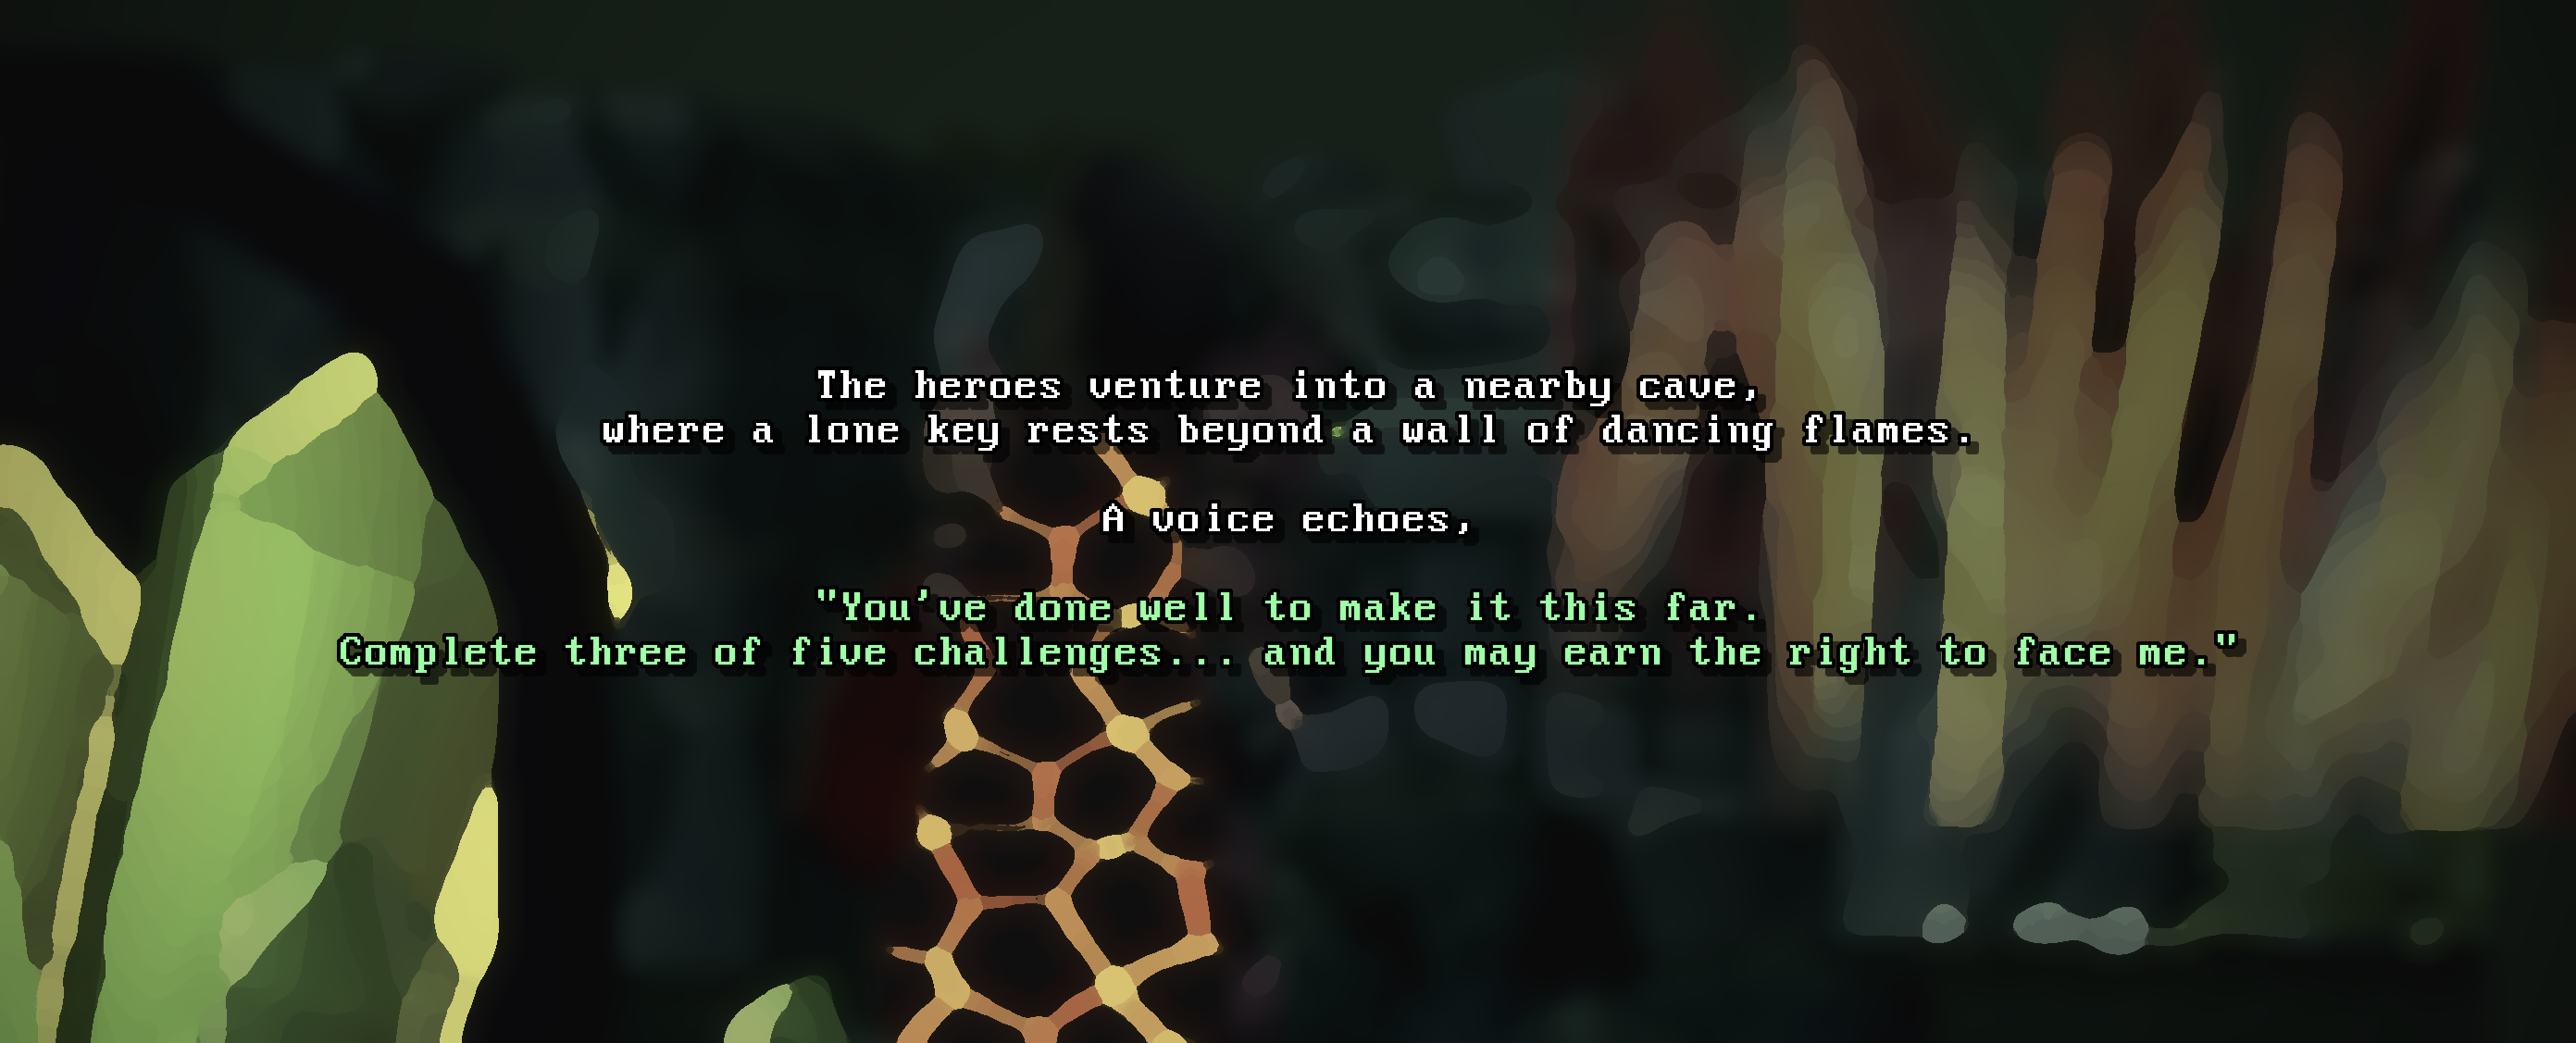 The heroes venture into a nearby cave,
where a lone key rests beyond a wall of dancing flames.
A voice echoes,
"You've done well to make it this far.
Complete three of five challenges... and you may earn the right to face me."